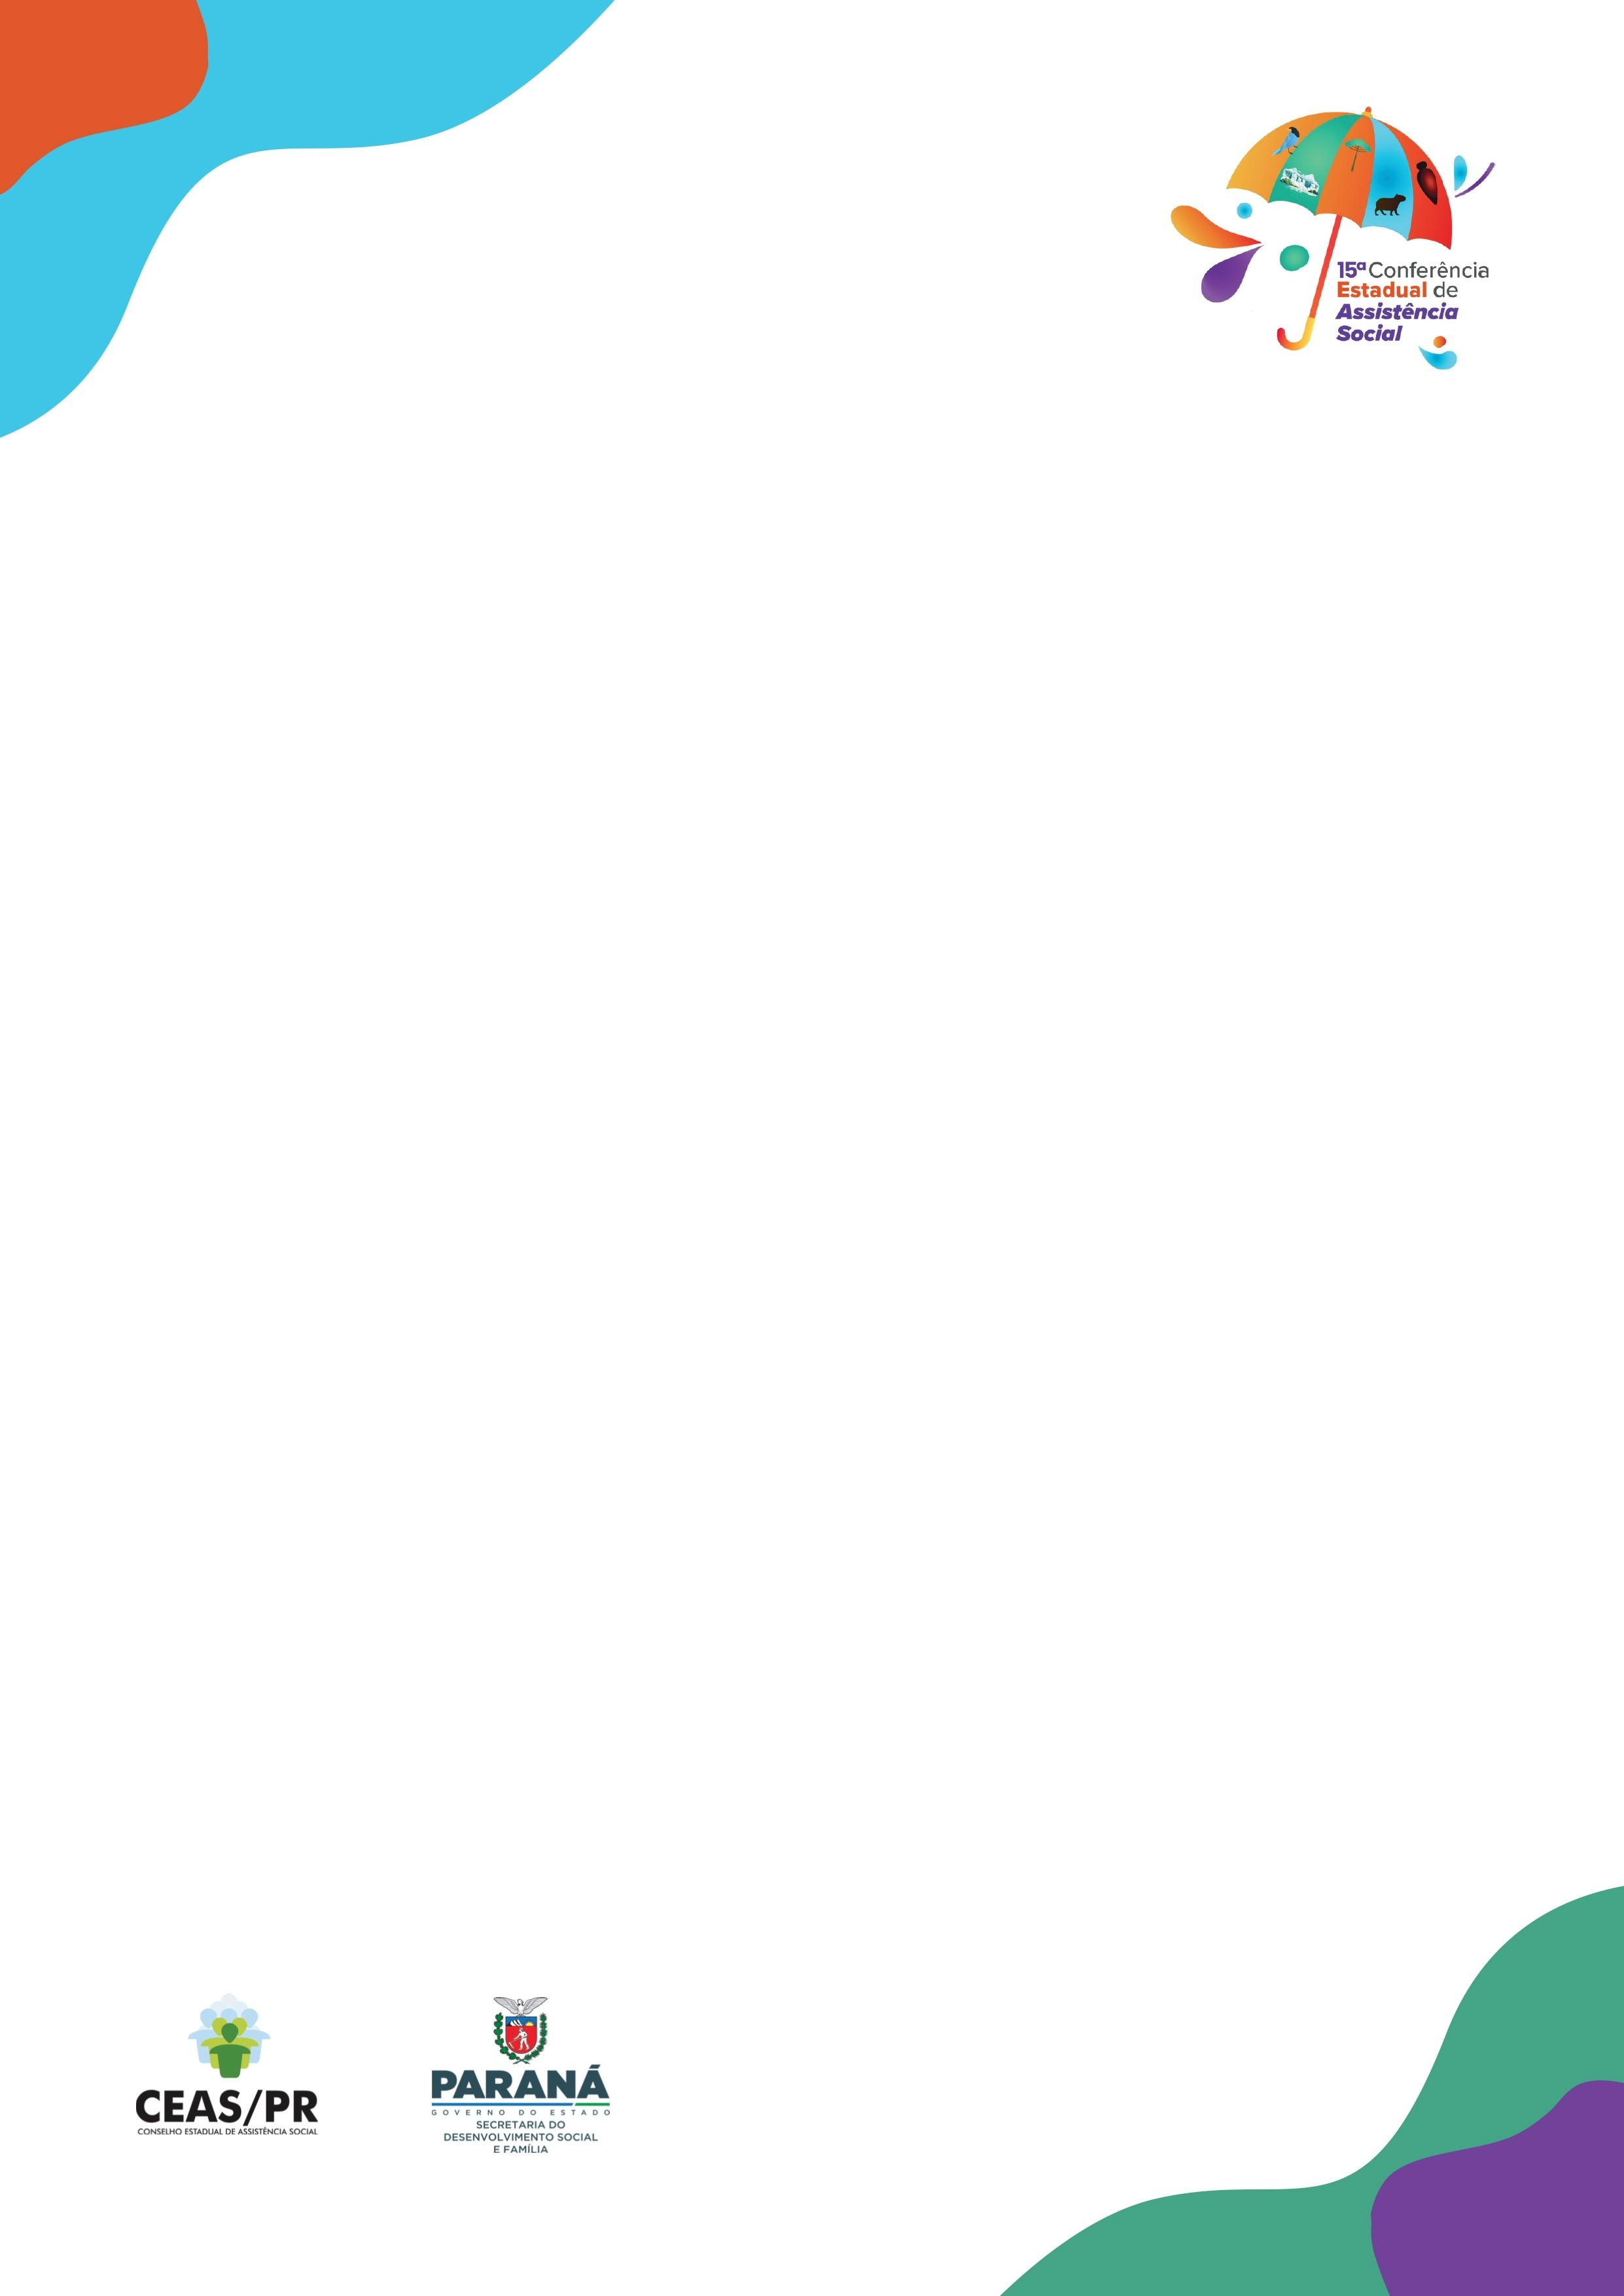 15ª Conferência
Estadual de
Assistência
Social
CEAS/PR
CONSELHO ESTADUAL DE ASSISTÊNCIA SOCIAL
PARANÁ
GOVERNO DO ESTADO
SECRETARIA DO
DESENVOLVIMENTO SOCIAL
E FAMÍLIA